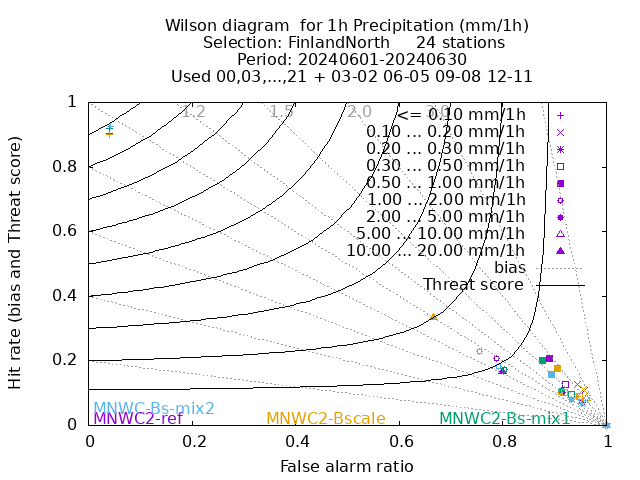 Wilson diagram  for 1h Precipitation (mm/1h)
Selection: FinlandNorth     24 stations
Period: 20240601-20240630
Used 00,03,...,21 + 03-02 06-05 09-08 12-11
Hit rate (bias and Threat score)
1
0.8
0.6
0.4
0.2
0
1.2
1.5
2.0
3.0
<= 0.10 mm/1h
0.10 ... 0.20 mm/1h
0.20 ... 0.30 mm/1h
0.30 ... 0.50 mm/1h
0.50 ... 1.00 mm/1h
1.00 ... 2.00 mm/1h
2.00 ... 5.00 mm/1h
5.00 ... 10.00 mm/1h
10.00 ... 20.00 mm/1h
bias
Threat score
MNWC-Bs-mix2
MNWC2-ref
MNWC2-Bscale
MNWC2-Bs-mix1
0
0.2
0.4
0.6
0.8
1
False alarm ratio